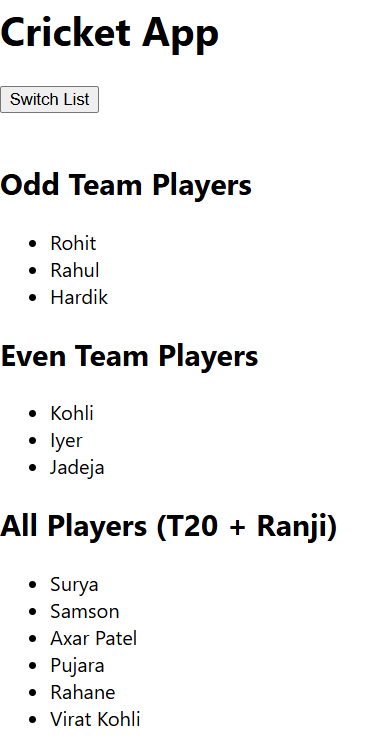 Cricket App
Switch List
Odd Team Players
Rohit
Rahul
Hardik
Even Team Players
Kohli
Iyer
Jadeja
All Players (T20 + Ranji)
Surya
Samson
Axar Patel
Pujara
Rahane
Virat Kohli